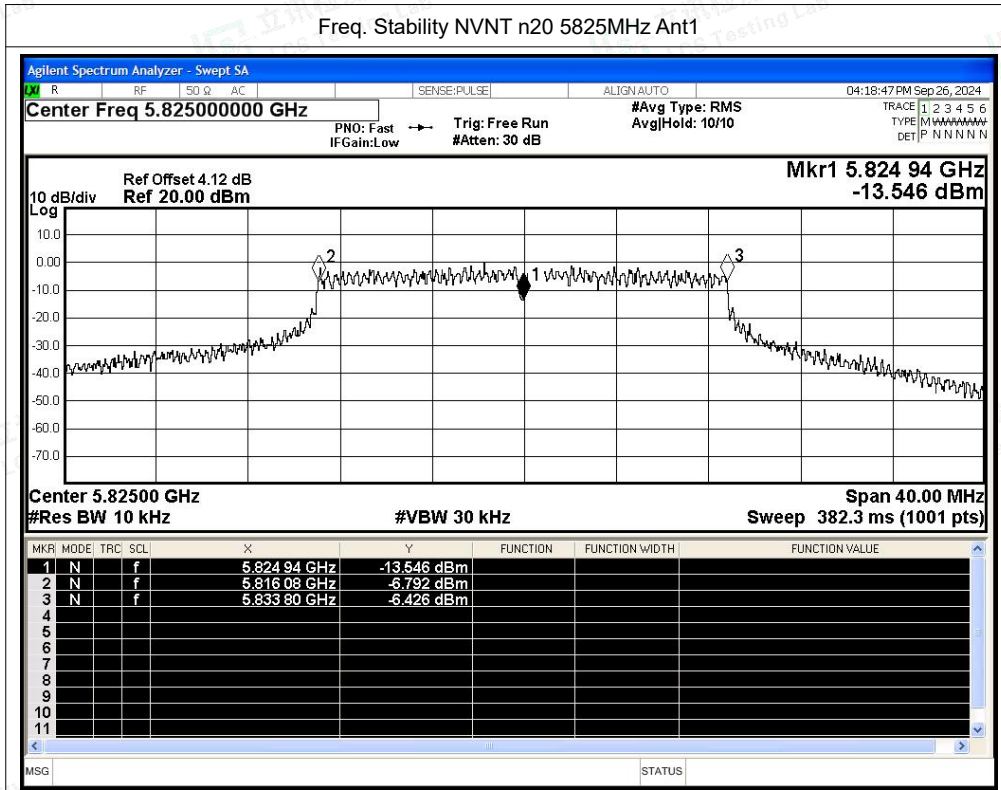 Freq. Stability NVNT n20 5825MHz Ant1
Agilent Spectrum Analyzer - Swept SA
LXI R RF 50 Ω AC SENSE:PULSE ALIGN AUTO 04:18:47 PM Sep 26, 2024
Center Freq 5.825000000 GHz #Avg Type: RMS TRACE 1 2 3 4 5 6
PNO: Fast Trig: Free Run Avg|Hold: 10/10 TYPE M WWWWW
IFGain:Low #Atten: 30 dB DET P N N N N N
Mkr1 5.824 94 GHz
Ref Offset 4.12 dB
10 dB/div Ref 20.00 dBm -13.546 dBm
Log
10.0
2 3
0.00
1
-10.0
-20.0
-30.0
-40.0
-50.0
-60.0
-70.0
Center 5.82500 GHz Span 40.00 MHz
#Res BW 10 kHz #VBW 30 kHz Sweep 382.3 ms (1001 pts)
MKR MODE TRC SCL X Y FUNCTION FUNCTION WIDTH FUNCTION VALUE
1 N f 5.824 94 GHz -13.546 dBm
2 N f 5.816 08 GHz -6.792 dBm
3 N f 5.833 80 GHz -6.426 dBm
4
5
6
7
8
9
10
11
MSG STATUS